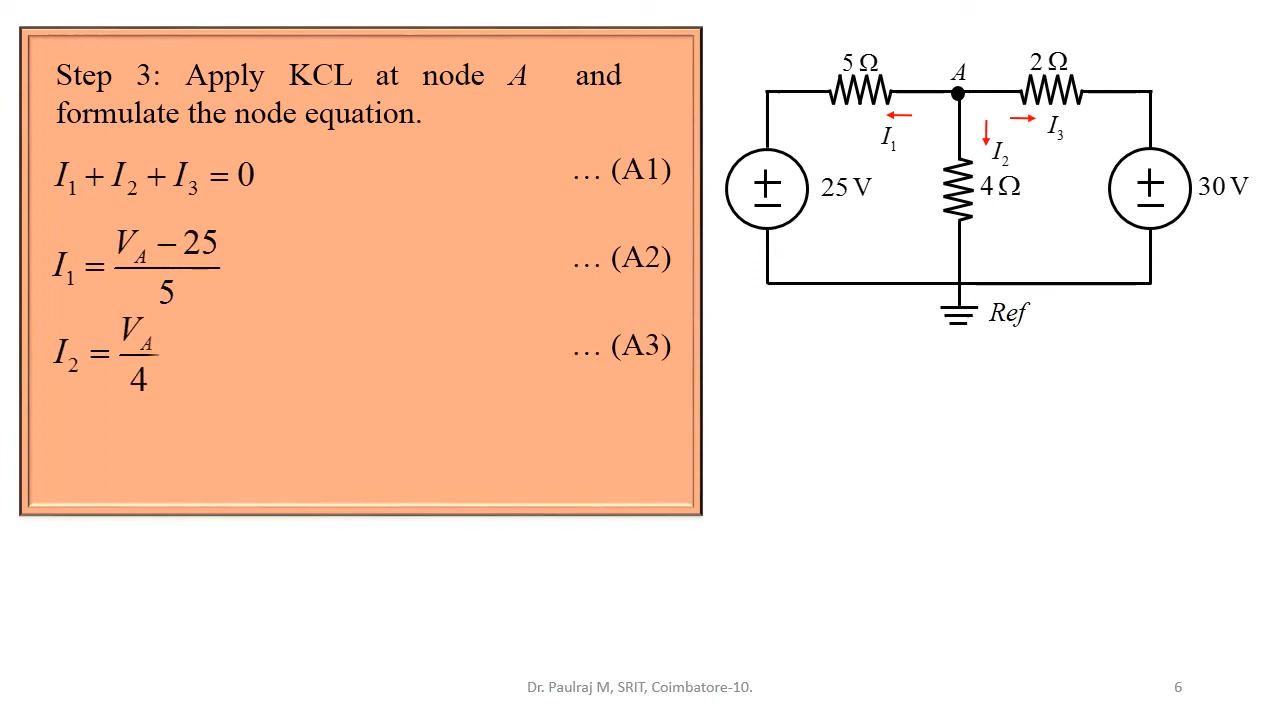 Step 3: Apply KCL at node A and
formulate the node equation.
I₁ + I₂ + I₃ = 0 … (A1)
I₁ = (V_A − 25) / 5 … (A2)
I₂ = V_A / 4 … (A3)
5 Ω
A
2 Ω
I₁
I₂
I₃
25 V
4 Ω
30 V
Ref
Dr. Paulraj M, SRIT, Coimbatore-10.
6